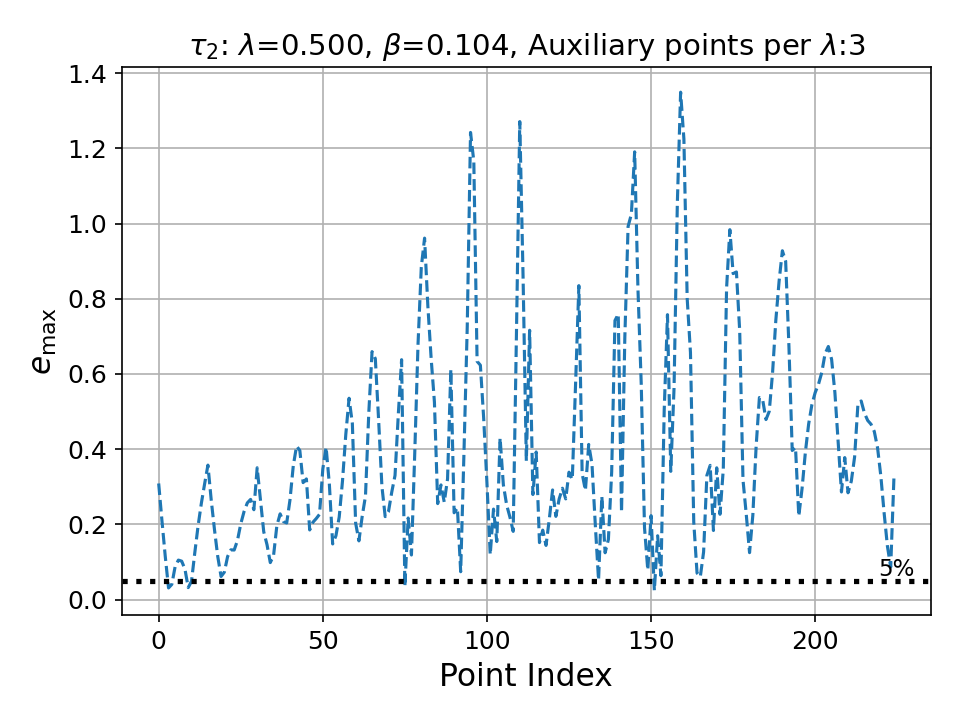 τ₂: λ=0.500, β=0.104, Auxiliary points per λ:3
1.4
1.2
1.0
0.8
0.6
0.4
0.2
0.0
e_max
5%
0 50 100 150 200
Point Index